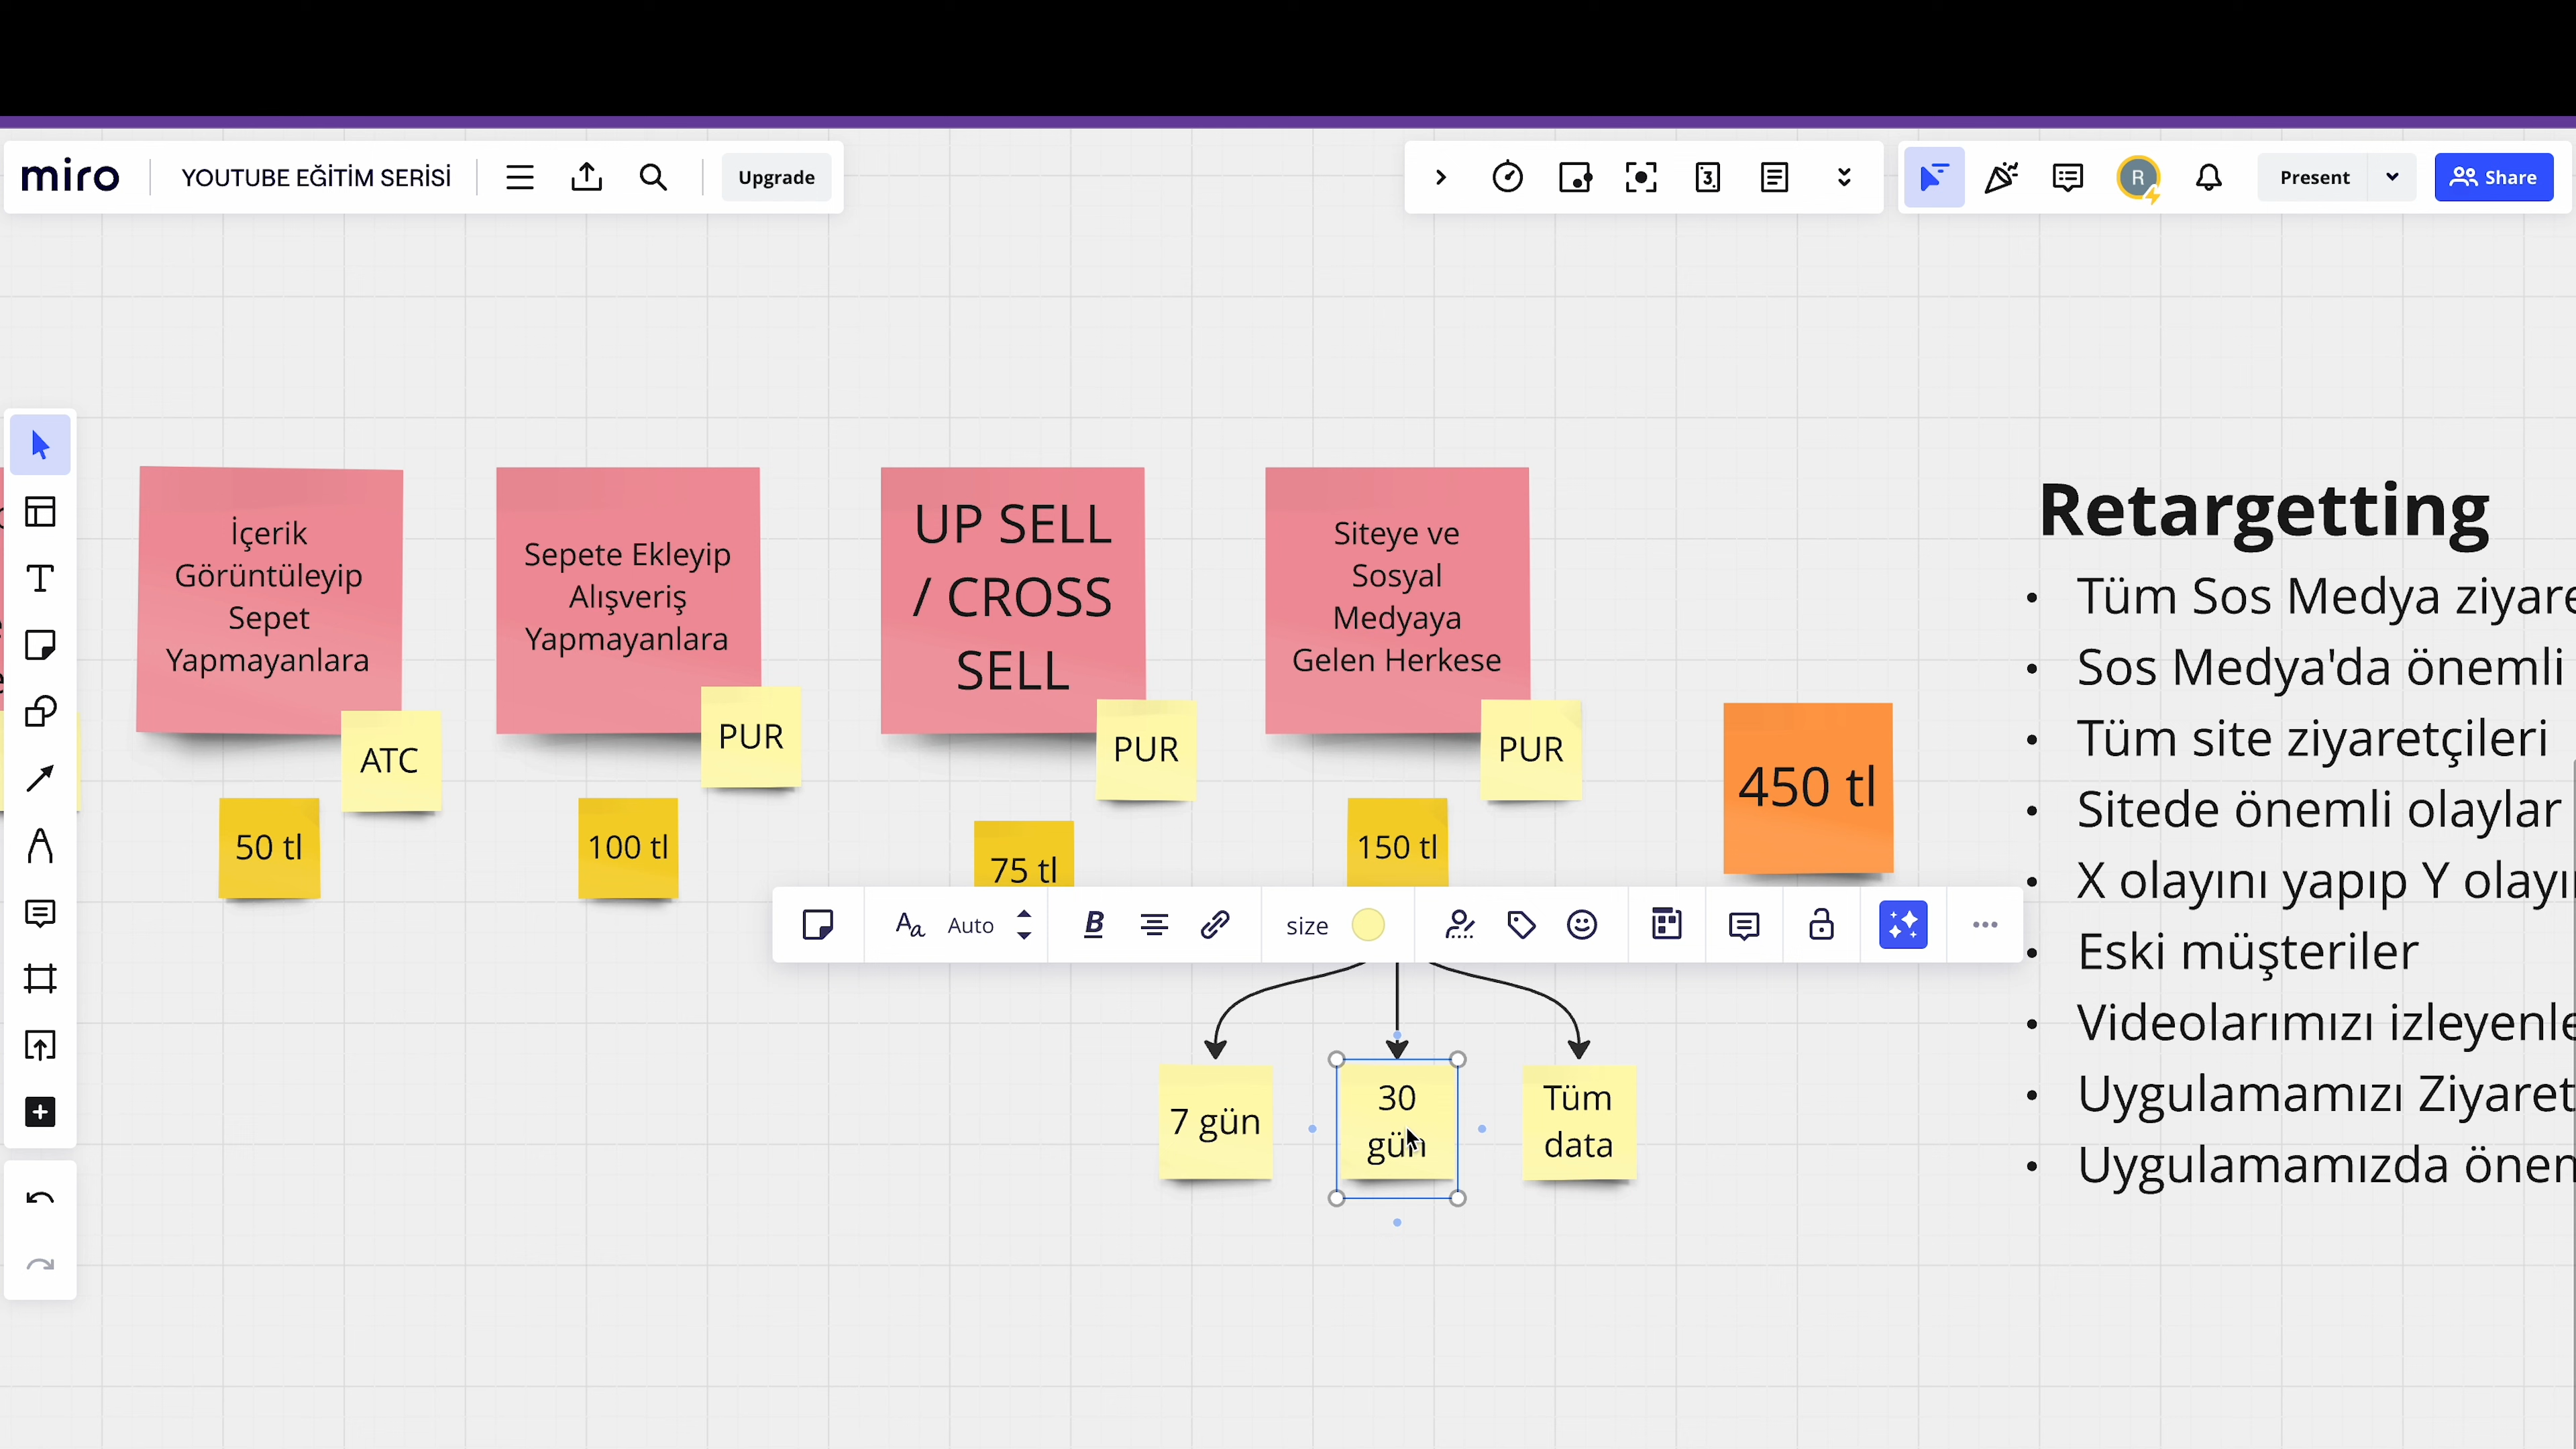 miro
YOUTUBE EĞİTİM SERİSİ
Upgrade
3
R
Present
Share
İçerik
Görüntüleyip
Sepet
Yapmayanlara
ATC
50 tl
Sepete Ekleyip
Alışveriş
Yapmayanlara
PUR
100 tl
UP SELL
/ CROSS
SELL
PUR
75 tl
Siteye ve
Sosyal
Medyaya
Gelen Herkese
PUR
150 tl
450 tl
Auto
B
size
7 gün
30
gün
Tüm
data
Retargetting
• Tüm Sos Medya ziyare
• Sos Medya'da önemli
• Tüm site ziyaretçileri
• Sitede önemli olaylar
• X olayını yapıp Y olayı
• Eski müşteriler
• Videolarımızı izleyenle
• Uygulamamızı Ziyaret
• Uygulamamızda önem